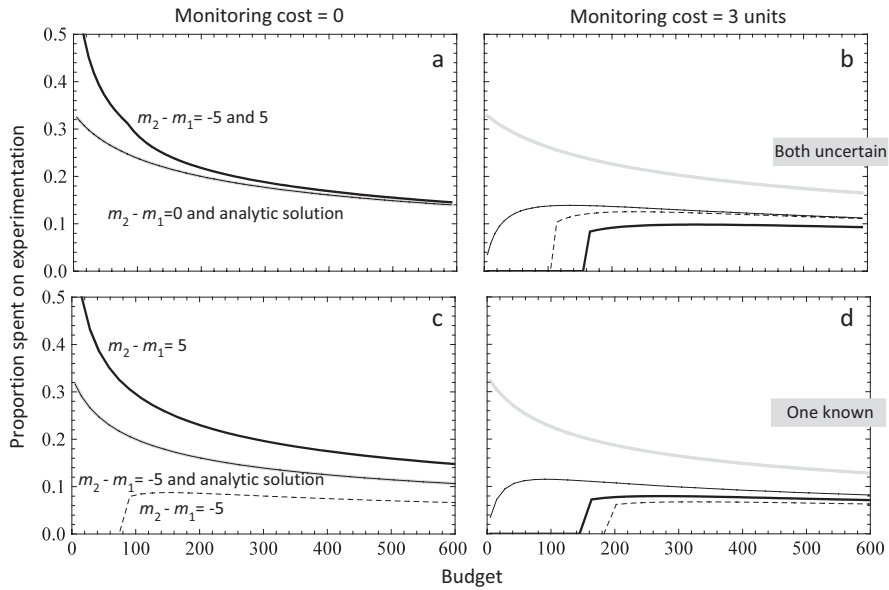 Monitoring cost = 0
Monitoring cost = 3 units
Proportion spent on experimentation
0.5
0.4
0.3
0.2
0.1
0.0
a
m2 - m1= -5 and 5
m2 - m1=0 and analytic solution
b
Both uncertain
0.5
0.4
0.3
0.2
0.1
0.0
c
m2 - m1= 5
m2 - m1= -5 and analytic solution
m2 - m1= -5
0 100 200 300 400 500 600
d
One known
0 100 200 300 400 500 600
Budget